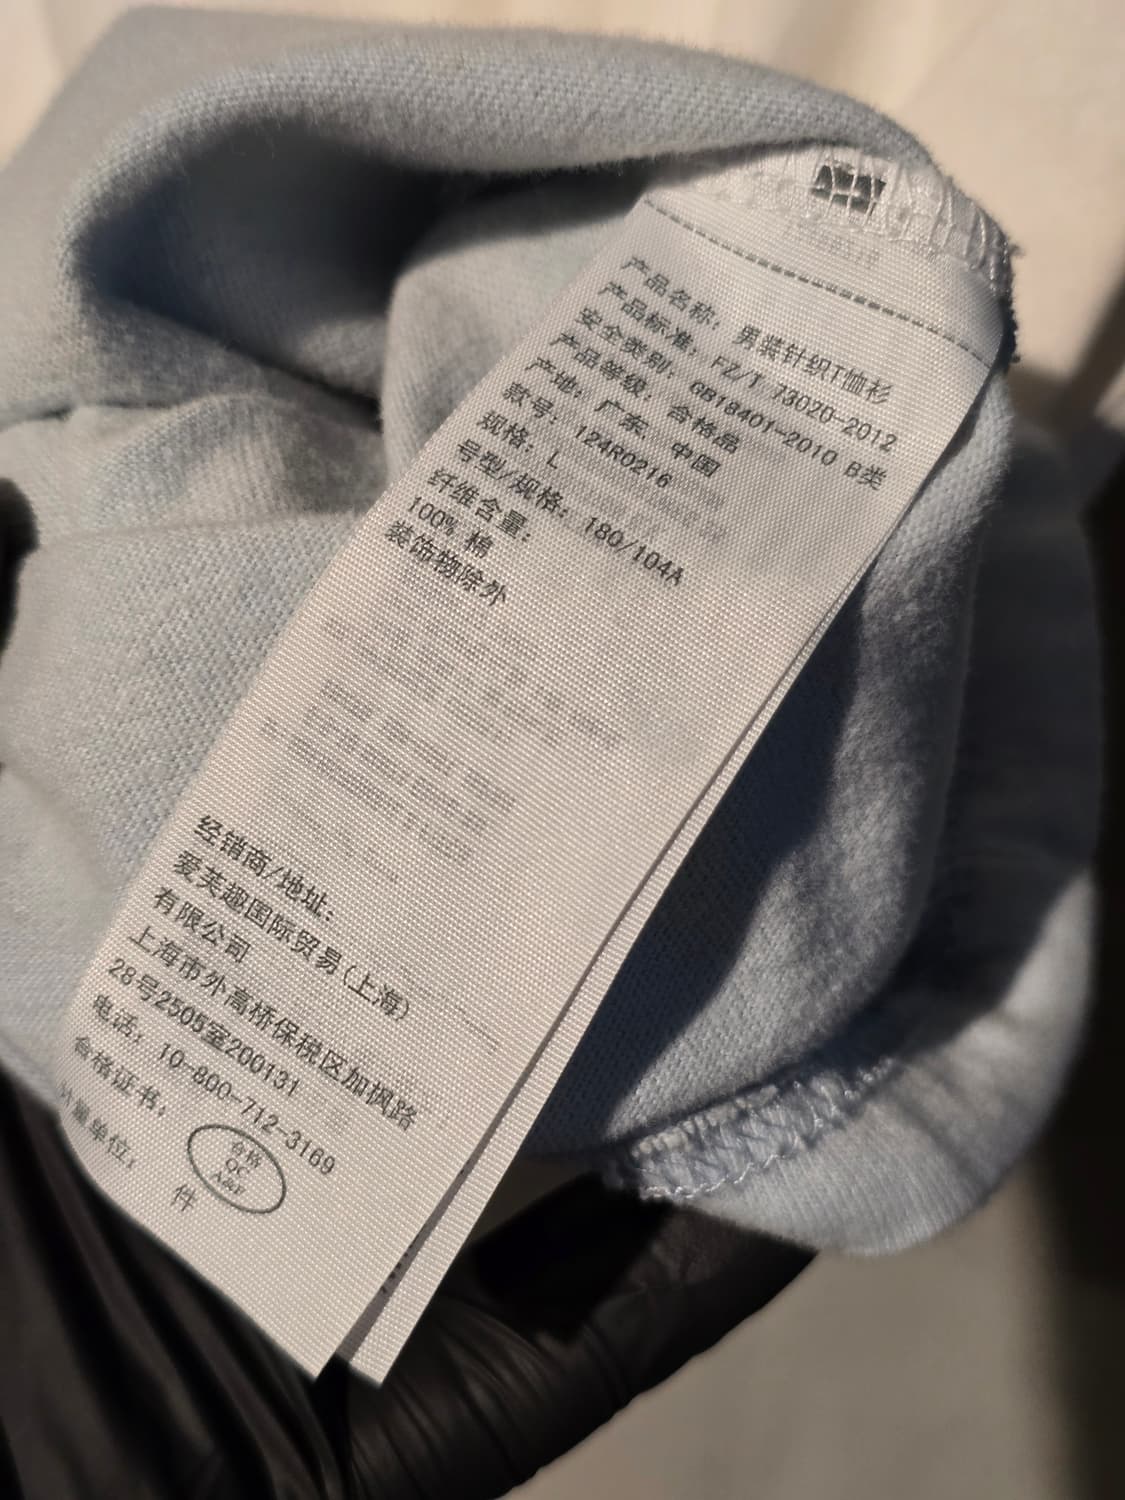 产品名称: 男装针织T恤衫
产品标准: FZ/T 73020-2012
安全类别: GB18401-2010 B类
产品等级: 合格品
产地: 广东, 中国
款号: 124R0216
规格: L
号型/规格: 180/104A
纤维含量:
100% 棉
装饰物除外
经销商/地址:
爱芙趣国际贸易(上海)
有限公司
上海市外高桥保税区加枫路
28号2505室200131
电话: 10-800-712-3169
合格证书:
合格
QC
A&F
计量单位:
件